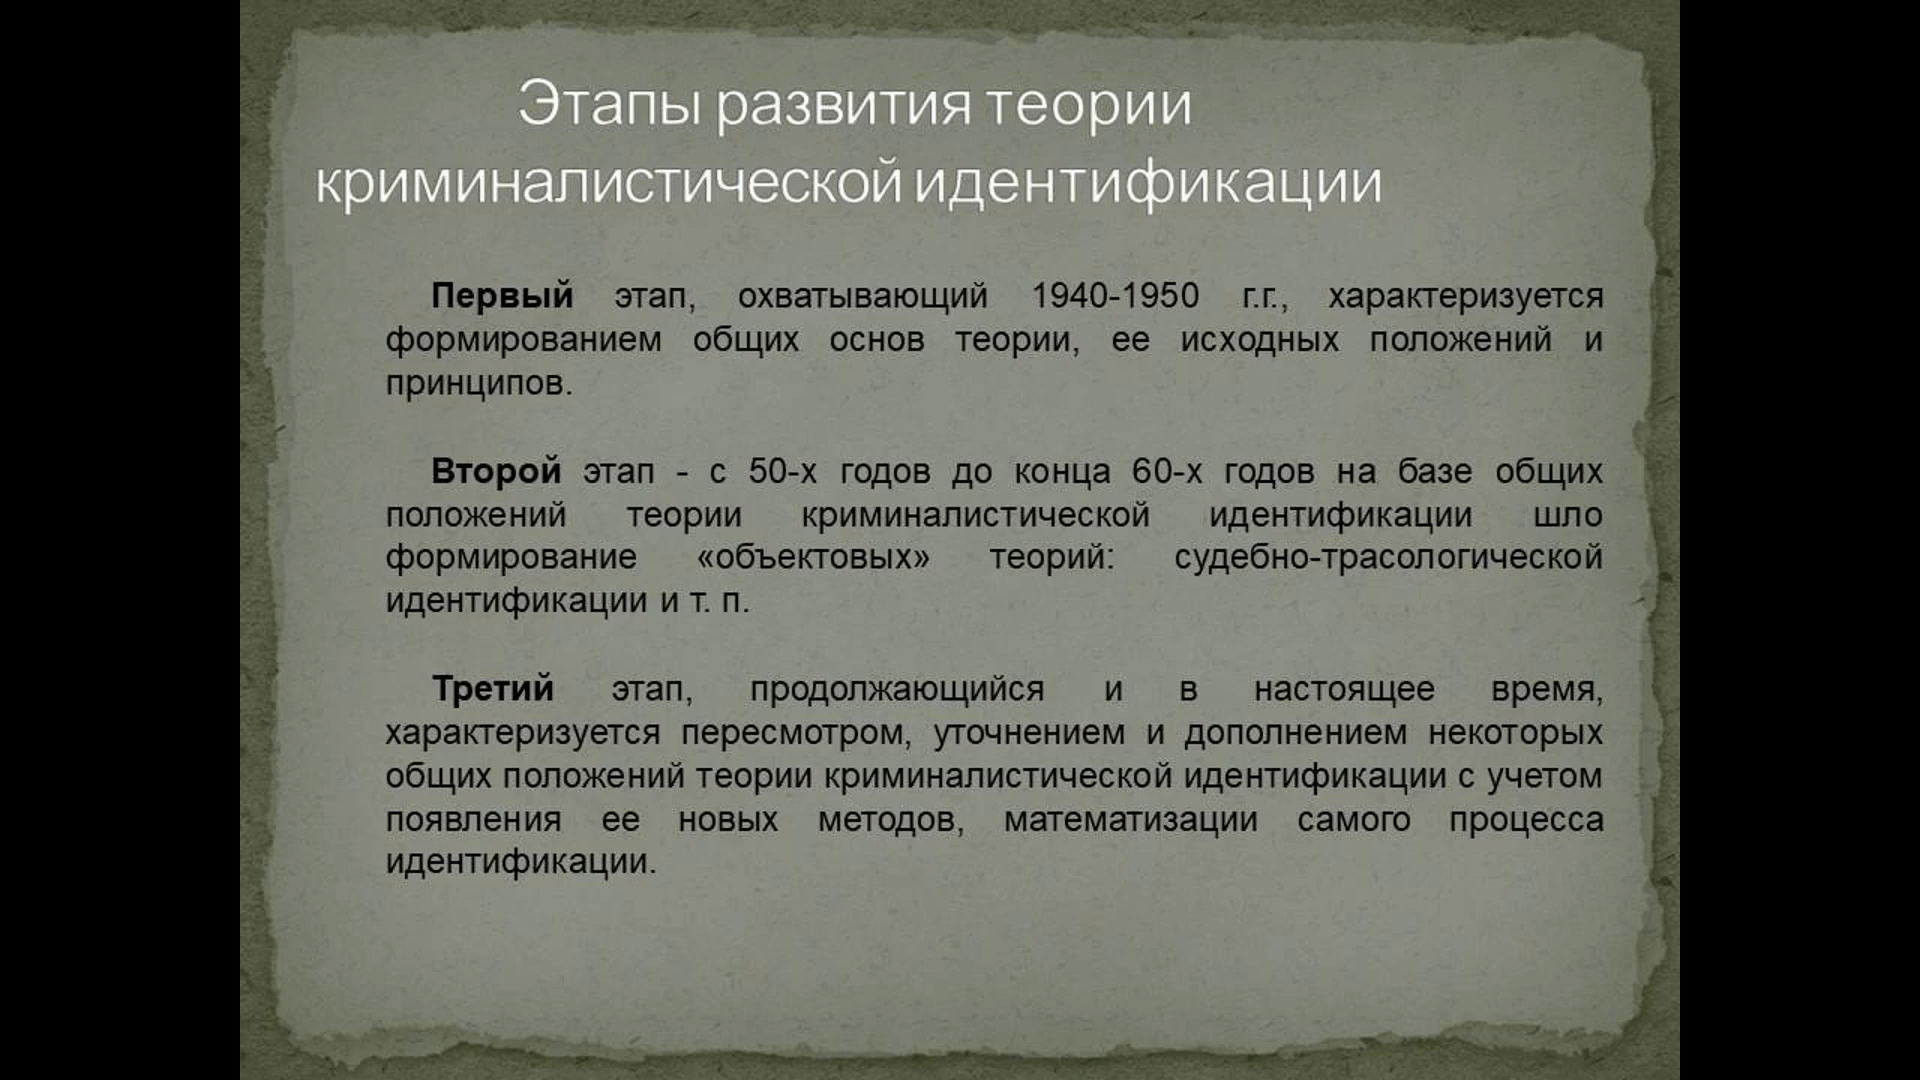 Этапы развития теории
криминалистической идентификации
Первый этап, охватывающий 1940-1950 г.г., характеризуется
формированием общих основ теории, ее исходных положений и
принципов.
Второй этап - с 50-х годов до конца 60-х годов на базе общих
положений теории криминалистической идентификации шло
формирование «объектовых» теорий: судебно-трасологической
идентификации и т. п.
Третий этап, продолжающийся и в настоящее время,
характеризуется пересмотром, уточнением и дополнением некоторых
общих положений теории криминалистической идентификации с учетом
появления ее новых методов, математизации самого процесса
идентификации.